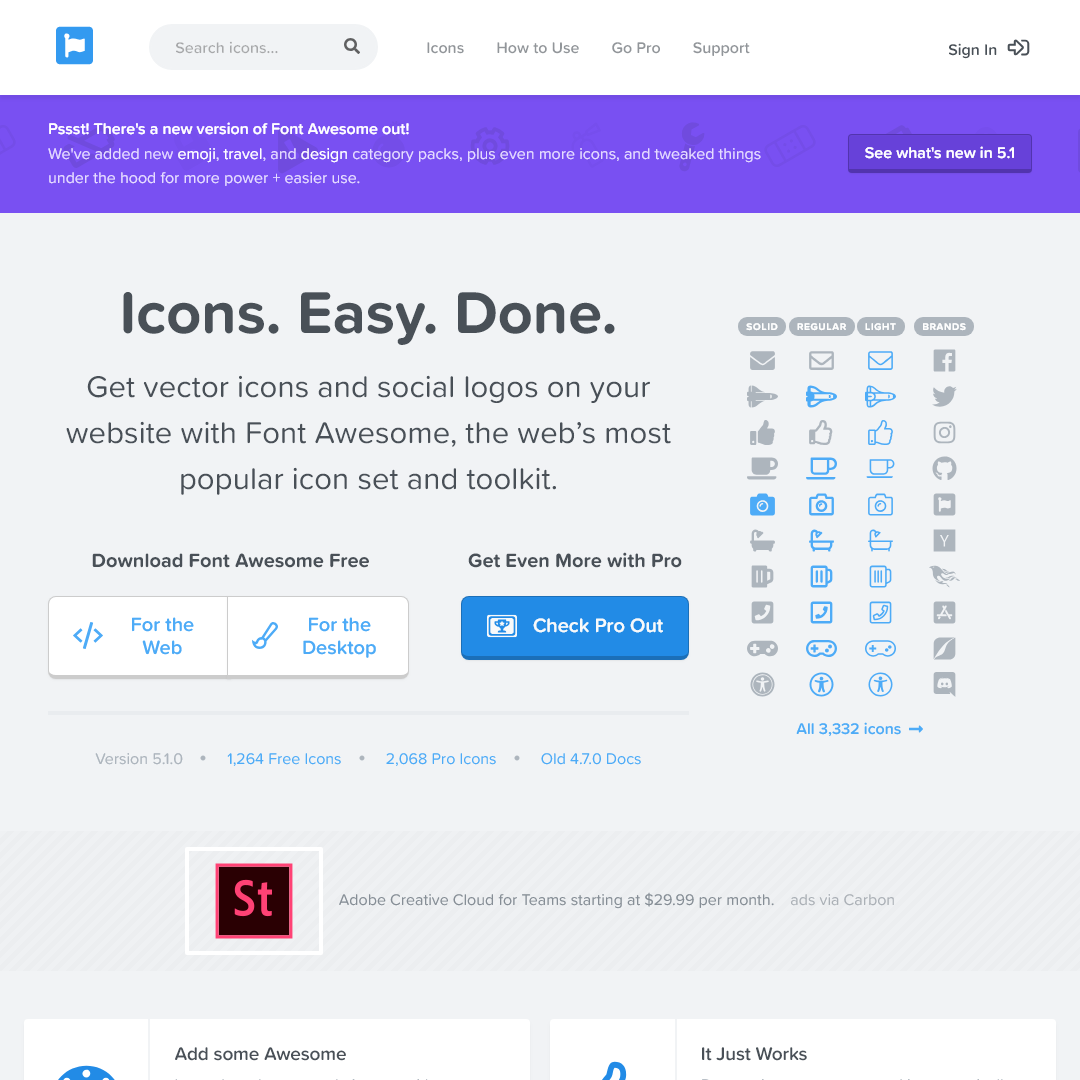 Search icons...
Icons
How to Use
Go Pro
Support
Sign In
Pssst! There's a new version of Font Awesome out!
We've added new emoji, travel, and design category packs, plus even more icons, and tweaked things
under the hood for more power + easier use.
See what's new in 5.1
Icons. Easy. Done.
Get vector icons and social logos on your
website with Font Awesome, the web’s most
popular icon set and toolkit.
Download Font Awesome Free
For the
Web
For the
Desktop
Get Even More with Pro
Check Pro Out
Version 5.1.0 • 1,264 Free Icons • 2,068 Pro Icons • Old 4.7.0 Docs
SOLID
REGULAR
LIGHT
BRANDS
Y
All 3,332 icons
St
Adobe Creative Cloud for Teams starting at $29.99 per month.
ads via Carbon
Add some Awesome
It Just Works